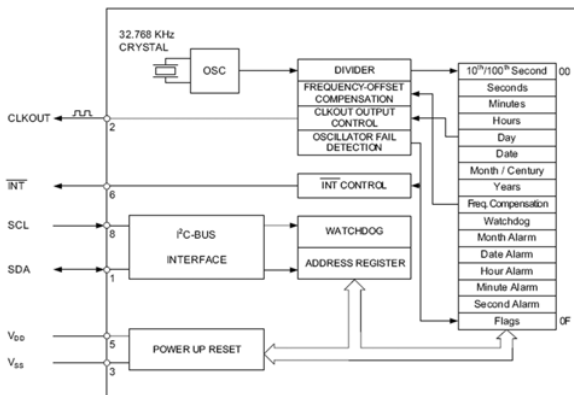 32.768 KHz
CRYSTAL
OSC
DIVIDER
FREQUENCY-OFFSET
COMPENSATION
CLKOUT OUTPUT
CONTROL
OSCILLATOR FAIL
DETECTION
CLKOUT
2
INT
6
INT CONTROL
SCL
8
SDA
1
I²C-BUS
INTERFACE
WATCHDOG
ADDRESS REGISTER
VDD
5
VSS
3
POWER UP RESET
10th/100th Second
00
Seconds
Minutes
Hours
Day
Date
Month / Century
Years
Freq. Compensation
Watchdog
Month Alarm
Date Alarm
Hour Alarm
Minute Alarm
Second Alarm
Flags
0F